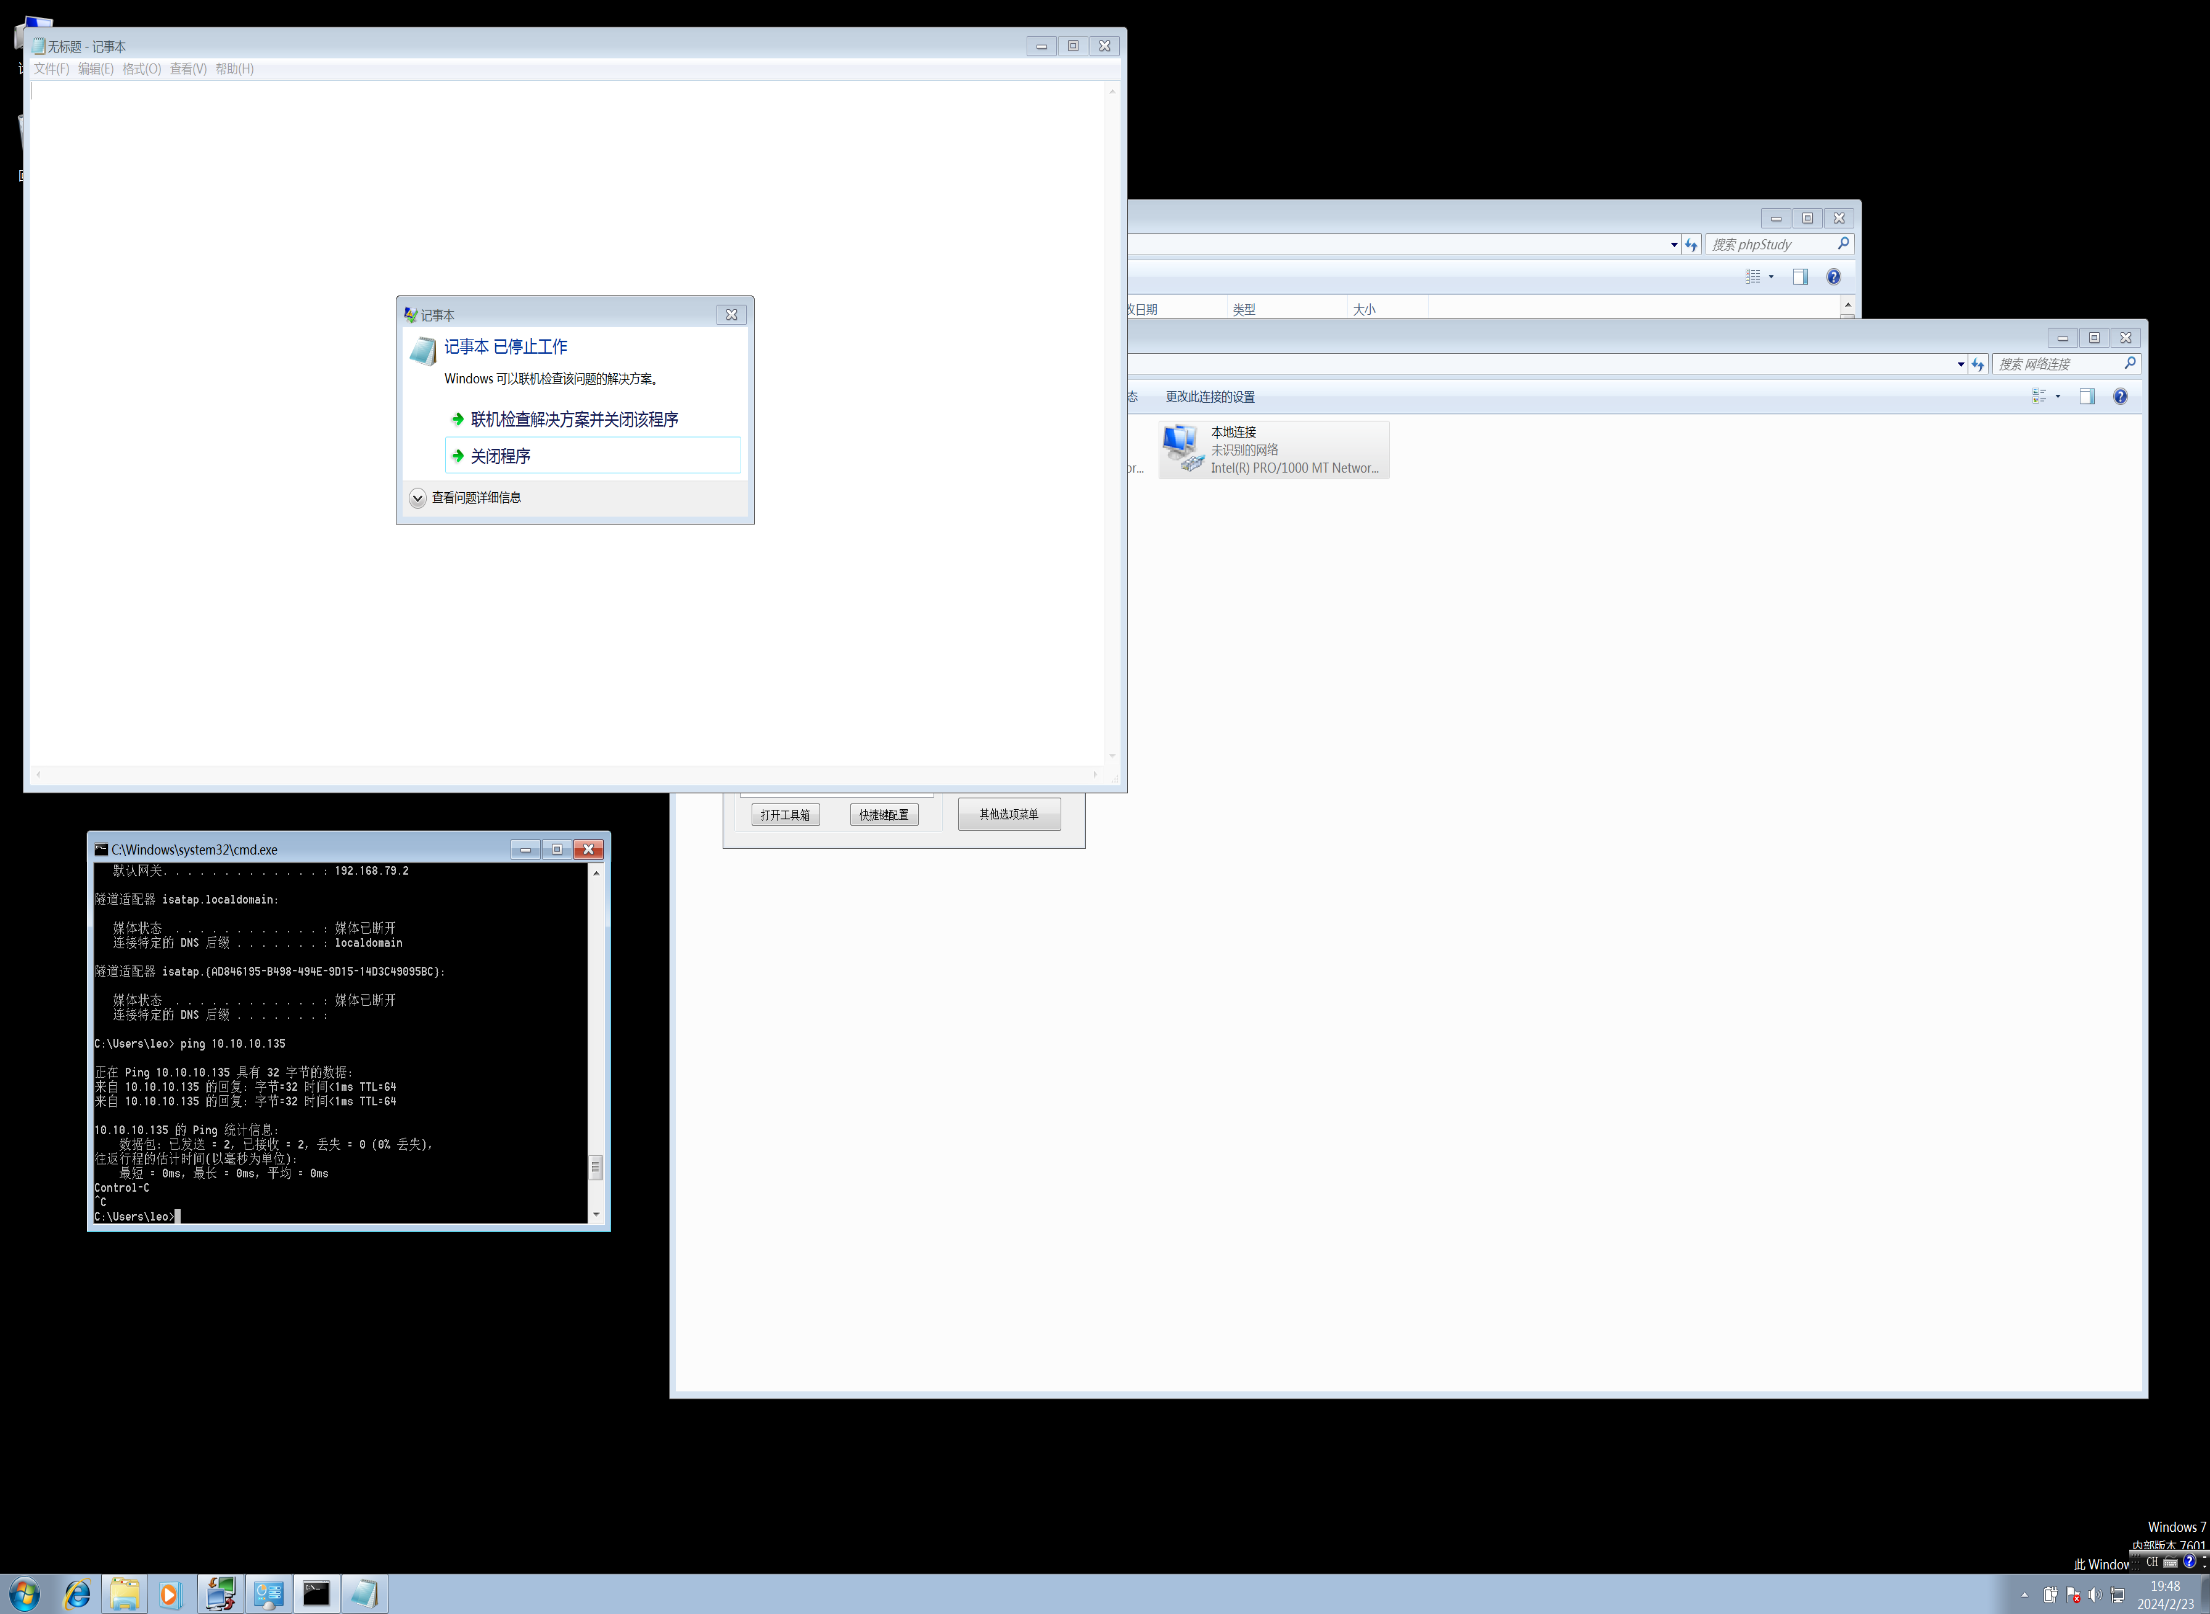 无标题 - 记事本
文件(F) 编辑(E) 格式(O) 查看(V) 帮助(H)
搜索 phpStudy
改日期 类型 大小
搜索 网络连接
态 更改此连接的设置
本地连接
未识别的网络
or... Intel(R) PRO/1000 MT Networ...
记事本
记事本 已停止工作
Windows 可以联机检查该问题的解决方案。
联机检查解决方案并关闭该程序
关闭程序
查看问题详细信息
打开工具箱 快捷键配置 其他选项菜单
C:\Windows\system32\cmd.exe
默认网关. . . . . . . . . . . . . : 192.168.79.2
隧道适配器 isatap.localdomain:
媒体状态 . . . . . . . . . . . . : 媒体已断开
连接特定的 DNS 后缀 . . . . . . . : localdomain
隧道适配器 isatap.{AD846195-B498-494E-9D15-14D3C49095BC}:
媒体状态 . . . . . . . . . . . . : 媒体已断开
连接特定的 DNS 后缀 . . . . . . . :
C:\Users\leo> ping 10.10.10.135
正在 Ping 10.10.10.135 具有 32 字节的数据:
来自 10.10.10.135 的回复: 字节=32 时间<1ms TTL=64
来自 10.10.10.135 的回复: 字节=32 时间<1ms TTL=64
10.10.10.135 的 Ping 统计信息:
数据包: 已发送 = 2, 已接收 = 2, 丢失 = 0 (0% 丢失),
往返行程的估计时间(以毫秒为单位):
最短 = 0ms, 最长 = 0ms, 平均 = 0ms
Control-C
^C
C:\Users\leo>
Windows 7
内部版本 7601
此 Window
CH
19:48
2024/2/23